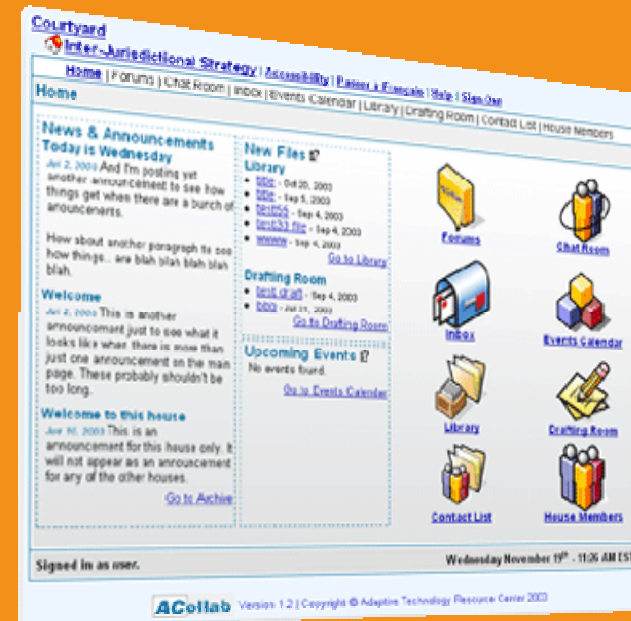 Courtyard
Inter-Jurisdictional Strategy | Accessibility | Passer à Français | Help | Sign Out
Home | Forums | Chat Room | Inbox | Events Calendar | Library | Drafting Room | Contact List | House Members
Home
News & Announcements
Today is Wednesday
Jul 2, 2003 And I'm posting yet
another announcement to see how
things get when there are a bunch of
anouncements.
How about another paragraph to see
how things.. are blah blah blah blah
blah.
Welcome
Jul 2, 2003 This is another
announcement just to see what it
looks like when there is more than
just one announcement on the main
page. These probably shouldn't be
too long.
Welcome to this house
This is an
announcement for this house only. It
will not appear as an announcement
for any of the other houses.
Go to Archive
New Files
Library
title - Oct 20, 2003
title - Sep 5, 2003
test55 - Sep 4, 2003
test33 file - Sep 4, 2003
wwww - Sep 4, 2003
Go to Library
Drafting Room
test draft - Sep 4, 2003
bbb - Jul 21, 2003
Go to Drafting Room
Upcoming Events
No events found.
Go to Events Calendar
Forums
Chat Room
Inbox
Events Calendar
Library
Drafting Room
Contact List
House Members
Signed in as user.
Wednesday November 19th - 11:26 AM EST
ACollab Version 1.2 | Copyright © Adaptive Technology Resource Center 2003